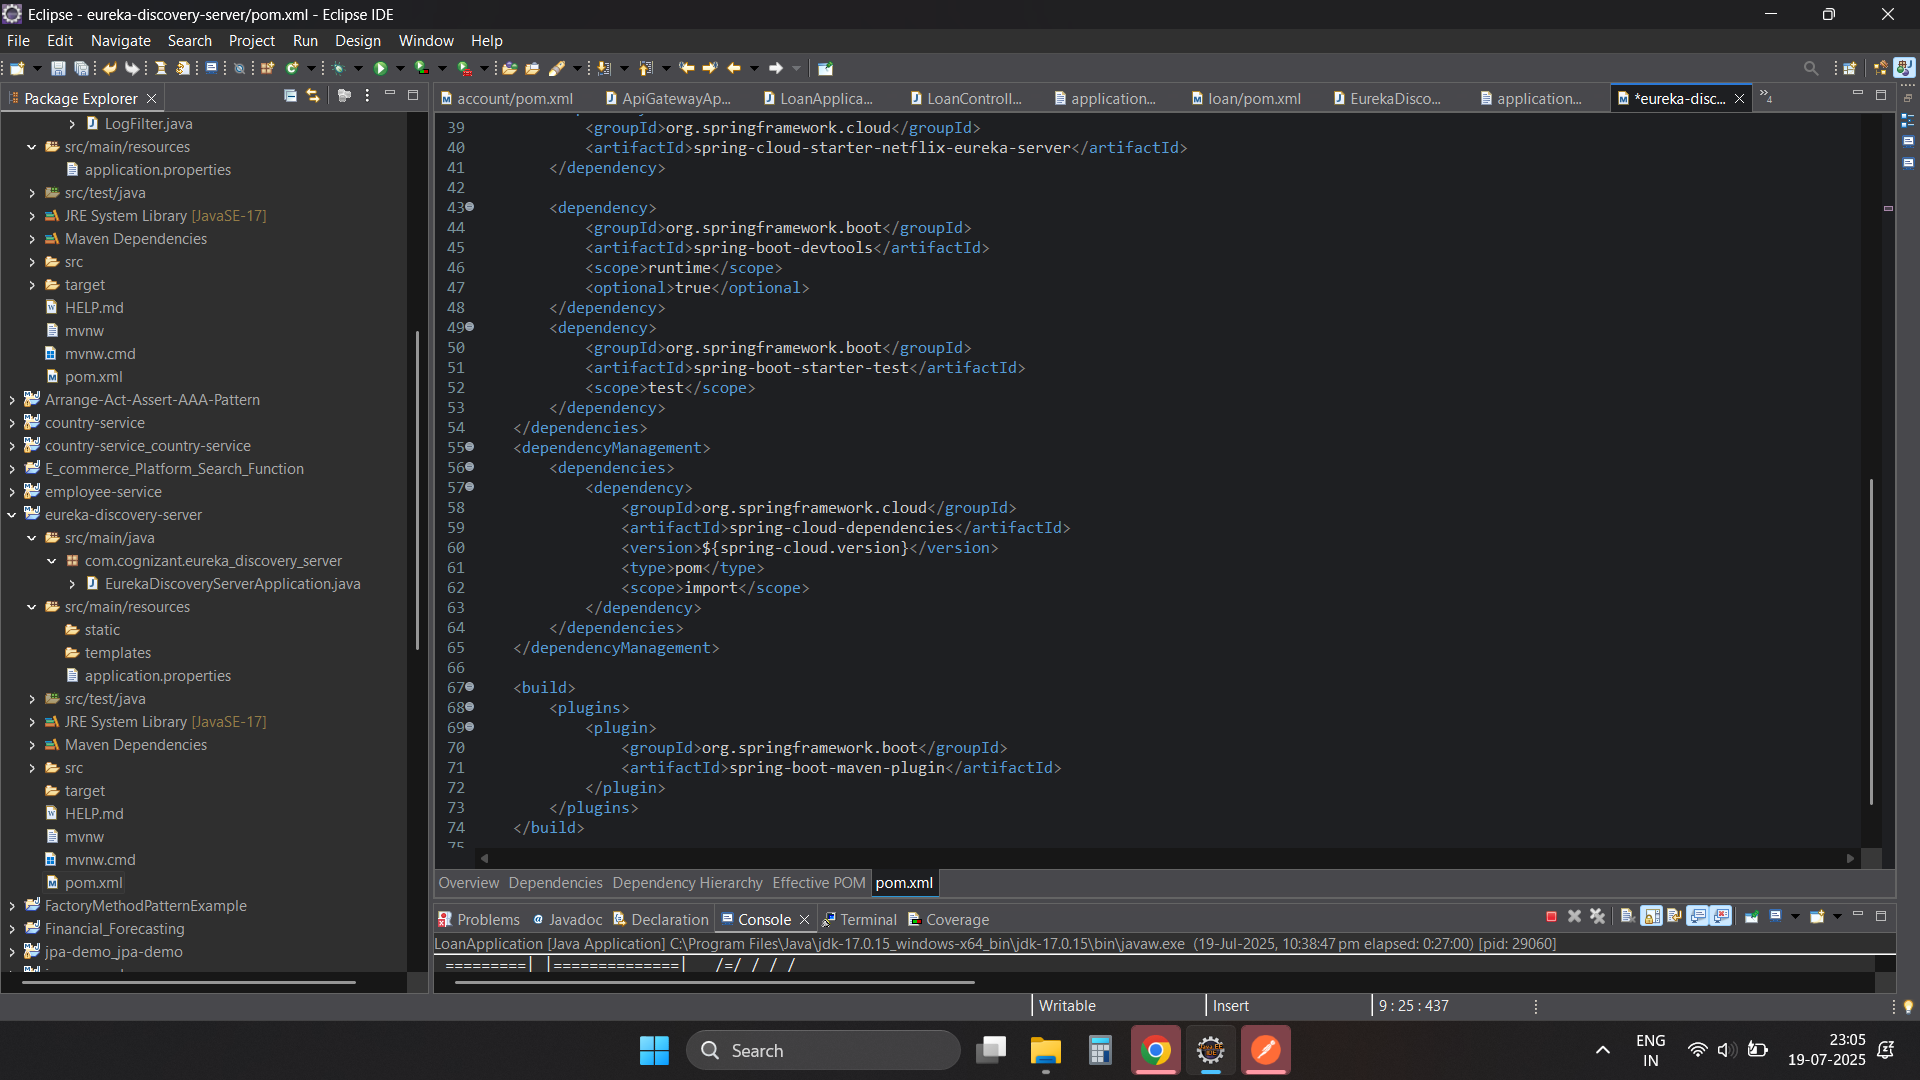 Eclipse - eureka-discovery-server/pom.xml - Eclipse IDE
File Edit Navigate Search Project Run Design Window Help
Package Explorer
LogFilter.java
src/main/resources
application.properties
src/test/java
JRE System Library [JavaSE-17]
Maven Dependencies
src
target
HELP.md
mvnw
mvnw.cmd
pom.xml
Arrange-Act-Assert-AAA-Pattern
country-service
country-service_country-service
E_commerce_Platform_Search_Function
employee-service
eureka-discovery-server
src/main/java
com.cognizant.eureka_discovery_server
EurekaDiscoveryServerApplication.java
src/main/resources
static
templates
application.properties
src/test/java
JRE System Library [JavaSE-17]
Maven Dependencies
src
target
HELP.md
mvnw
mvnw.cmd
pom.xml
FactoryMethodPatternExample
Financial_Forecasting
jpa-demo_jpa-demo
account/pom.xml ApiGatewayAp... LoanApplica... LoanControll... application... loan/pom.xml EurekaDisco... application... *eureka-disc... »4
39 <groupId>org.springframework.cloud</groupId>
40 <artifactId>spring-cloud-starter-netflix-eureka-server</artifactId>
41 </dependency>
42
43 <dependency>
44 <groupId>org.springframework.boot</groupId>
45 <artifactId>spring-boot-devtools</artifactId>
46 <scope>runtime</scope>
47 <optional>true</optional>
48 </dependency>
49 <dependency>
50 <groupId>org.springframework.boot</groupId>
51 <artifactId>spring-boot-starter-test</artifactId>
52 <scope>test</scope>
53 </dependency>
54 </dependencies>
55 <dependencyManagement>
56 <dependencies>
57 <dependency>
58 <groupId>org.springframework.cloud</groupId>
59 <artifactId>spring-cloud-dependencies</artifactId>
60 <version>${spring-cloud.version}</version>
61 <type>pom</type>
62 <scope>import</scope>
63 </dependency>
64 </dependencies>
65 </dependencyManagement>
66
67 <build>
68 <plugins>
69 <plugin>
70 <groupId>org.springframework.boot</groupId>
71 <artifactId>spring-boot-maven-plugin</artifactId>
72 </plugin>
73 </plugins>
74 </build>
75
Overview Dependencies Dependency Hierarchy Effective POM pom.xml
Problems Javadoc Declaration Console Terminal Coverage
LoanApplication [Java Application] C:\Program Files\Java\jdk-17.0.15_windows-x64_bin\jdk-17.0.15\bin\javaw.exe (19-Jul-2025, 10:38:47 pm elapsed: 0:27:00) [pid: 29060]
=========| |==============|   /=/ / / /
Writable Insert 9 : 25 : 437
Search
ENG
IN
23:05
19-07-2025